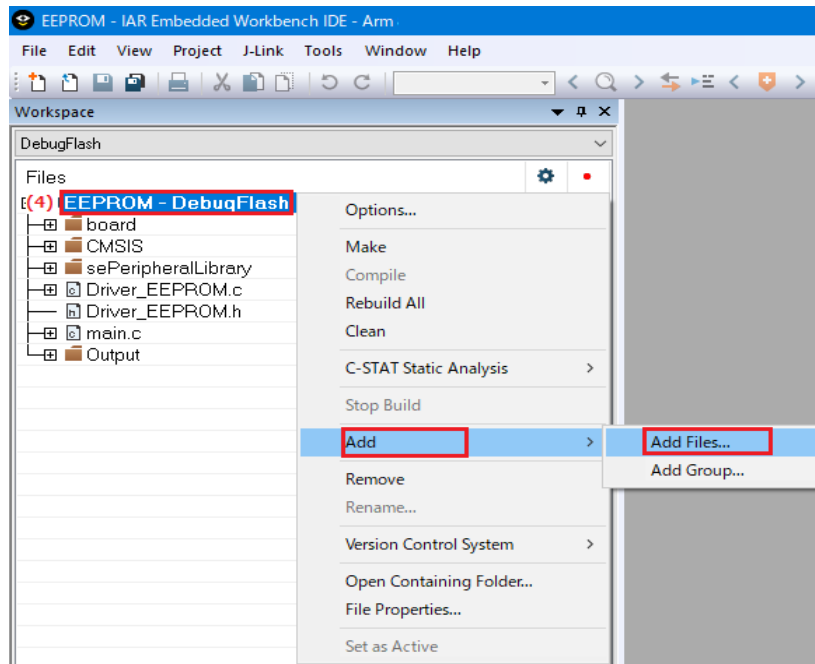 EEPROM - IAR Embedded Workbench IDE - Arm
File Edit View Project J-Link Tools Window Help
Workspace
DebugFlash
Files
(4) EEPROM - DebugFlash
board
CMSIS
sePeripheralLibrary
Driver_EEPROM.c
Driver_EEPROM.h
main.c
Output
Options...
Make
Compile
Rebuild All
Clean
C-STAT Static Analysis
Stop Build
Add
Remove
Rename...
Version Control System
Open Containing Folder...
File Properties...
Set as Active
Add Files...
Add Group...